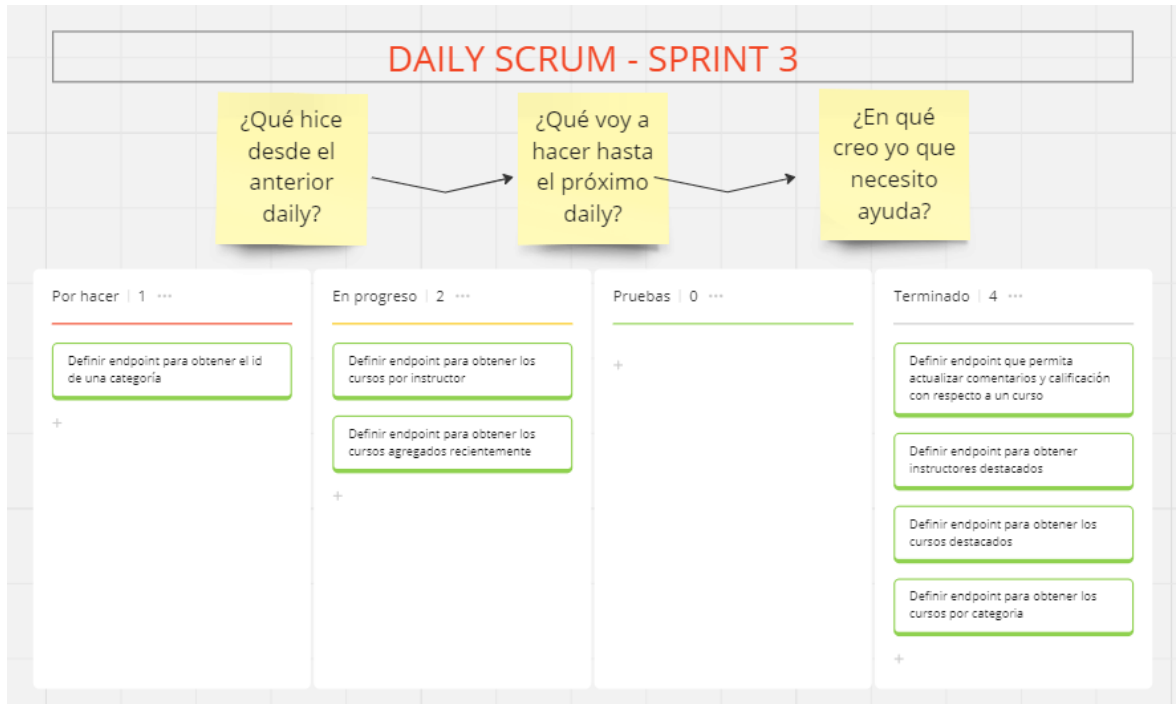 DAILY SCRUM - SPRINT 3
¿Qué hice
desde el
anterior
daily?
¿Qué voy a
hacer hasta
el próximo
daily?
¿En qué
creo yo que
necesito
ayuda?
Por hacer | 1 ...
Definir endpoint para obtener el id
de una categoría
+
En progreso | 2 ...
Definir endpoint para obtener los
cursos por instructor
Definir endpoint para obtener los
cursos agregados recientemente
+
Pruebas | 0 ...
+
Terminado | 4 ...
Definir endpoint que permita
actualizar comentarios y calificación
con respecto a un curso
Definir endpoint para obtener
instructores destacados
Definir endpoint para obtener los
cursos destacados
Definir endpoint para obtener los
cursos por categoria
+